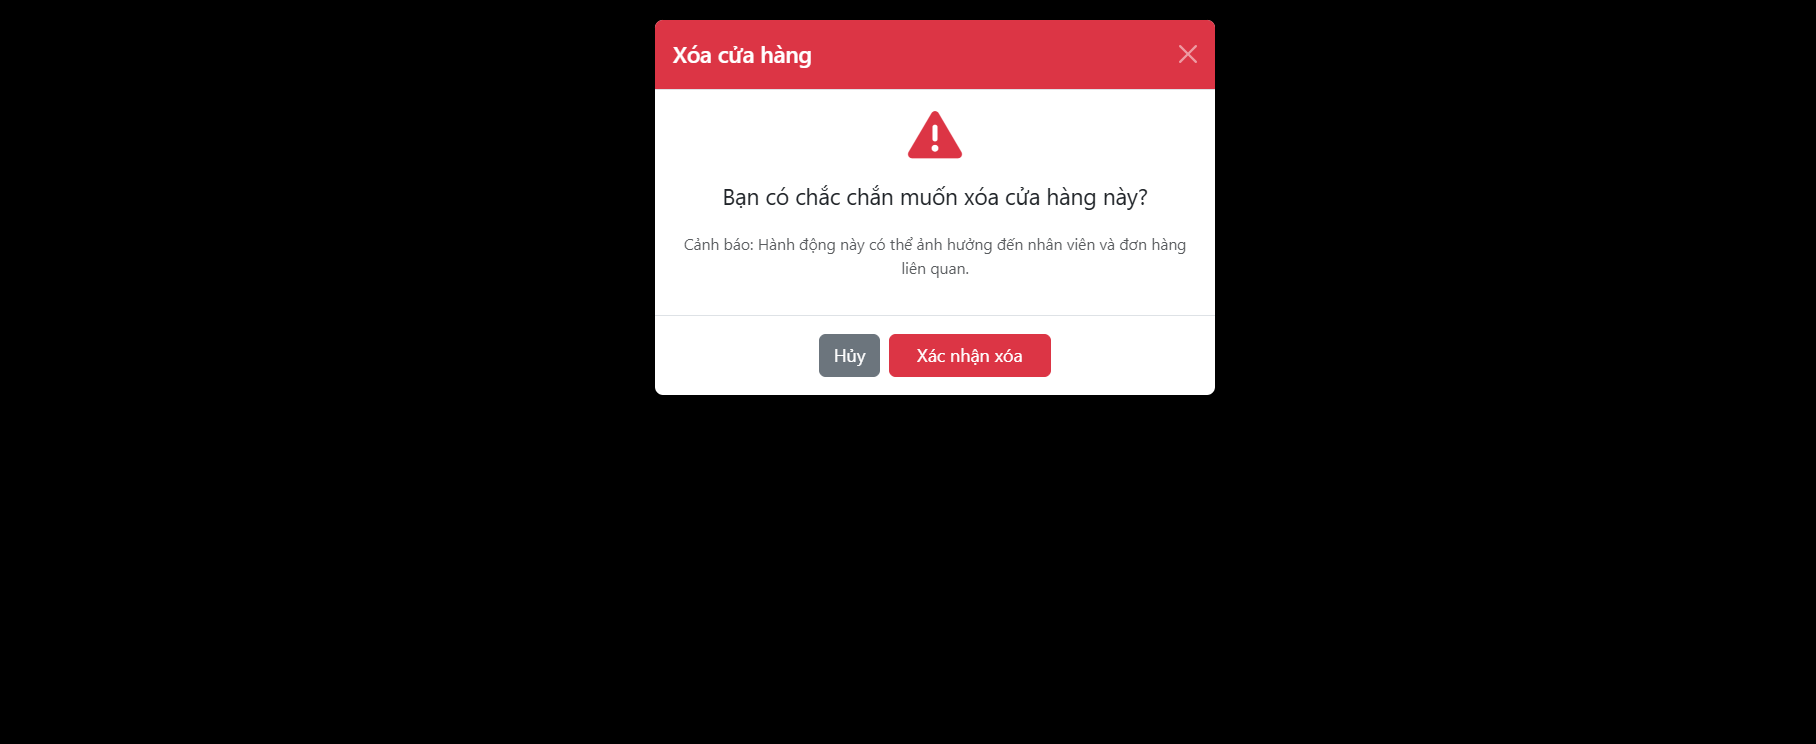 Xóa cửa hàng
Bạn có chắc chắn muốn xóa cửa hàng này?
Cảnh báo: Hành động này có thể ảnh hưởng đến nhân viên và đơn hàng
liên quan.
Hủy
Xác nhận xóa